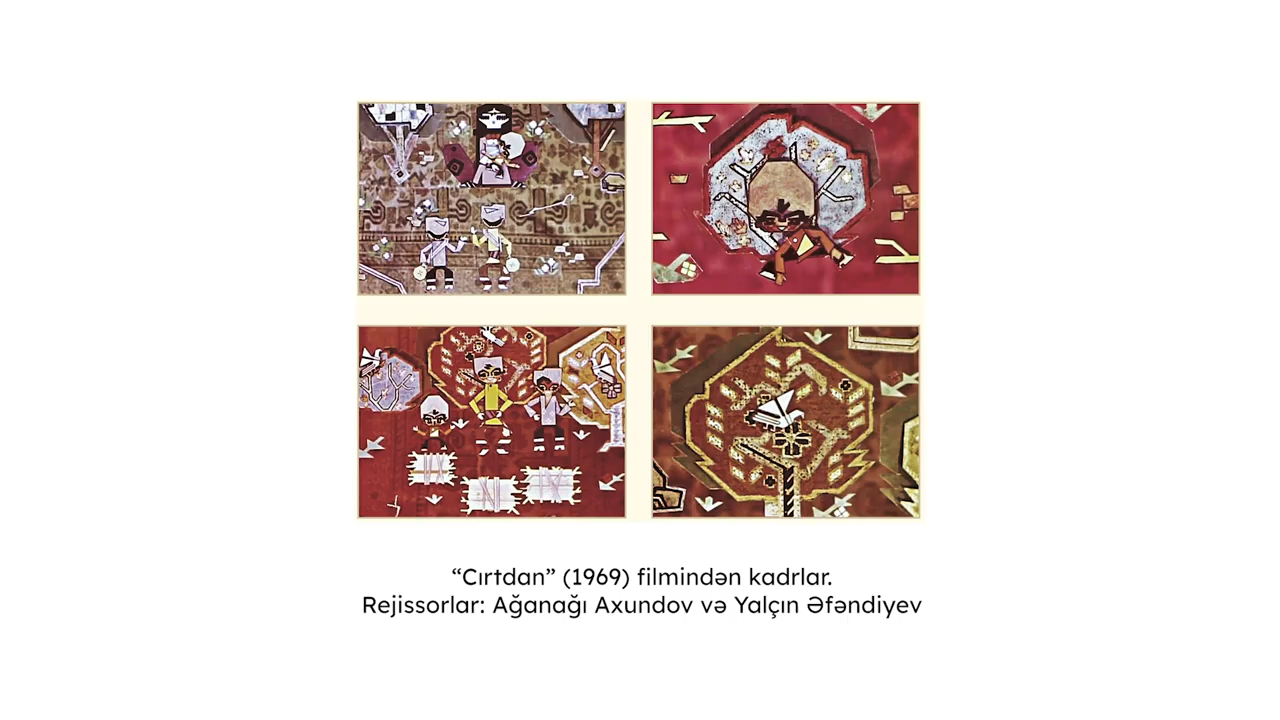 “Cırtdan” (1969) filmindən kadrlar.
Rejissorlar: Ağanağı Axundov və Yalçın Əfəndiyev